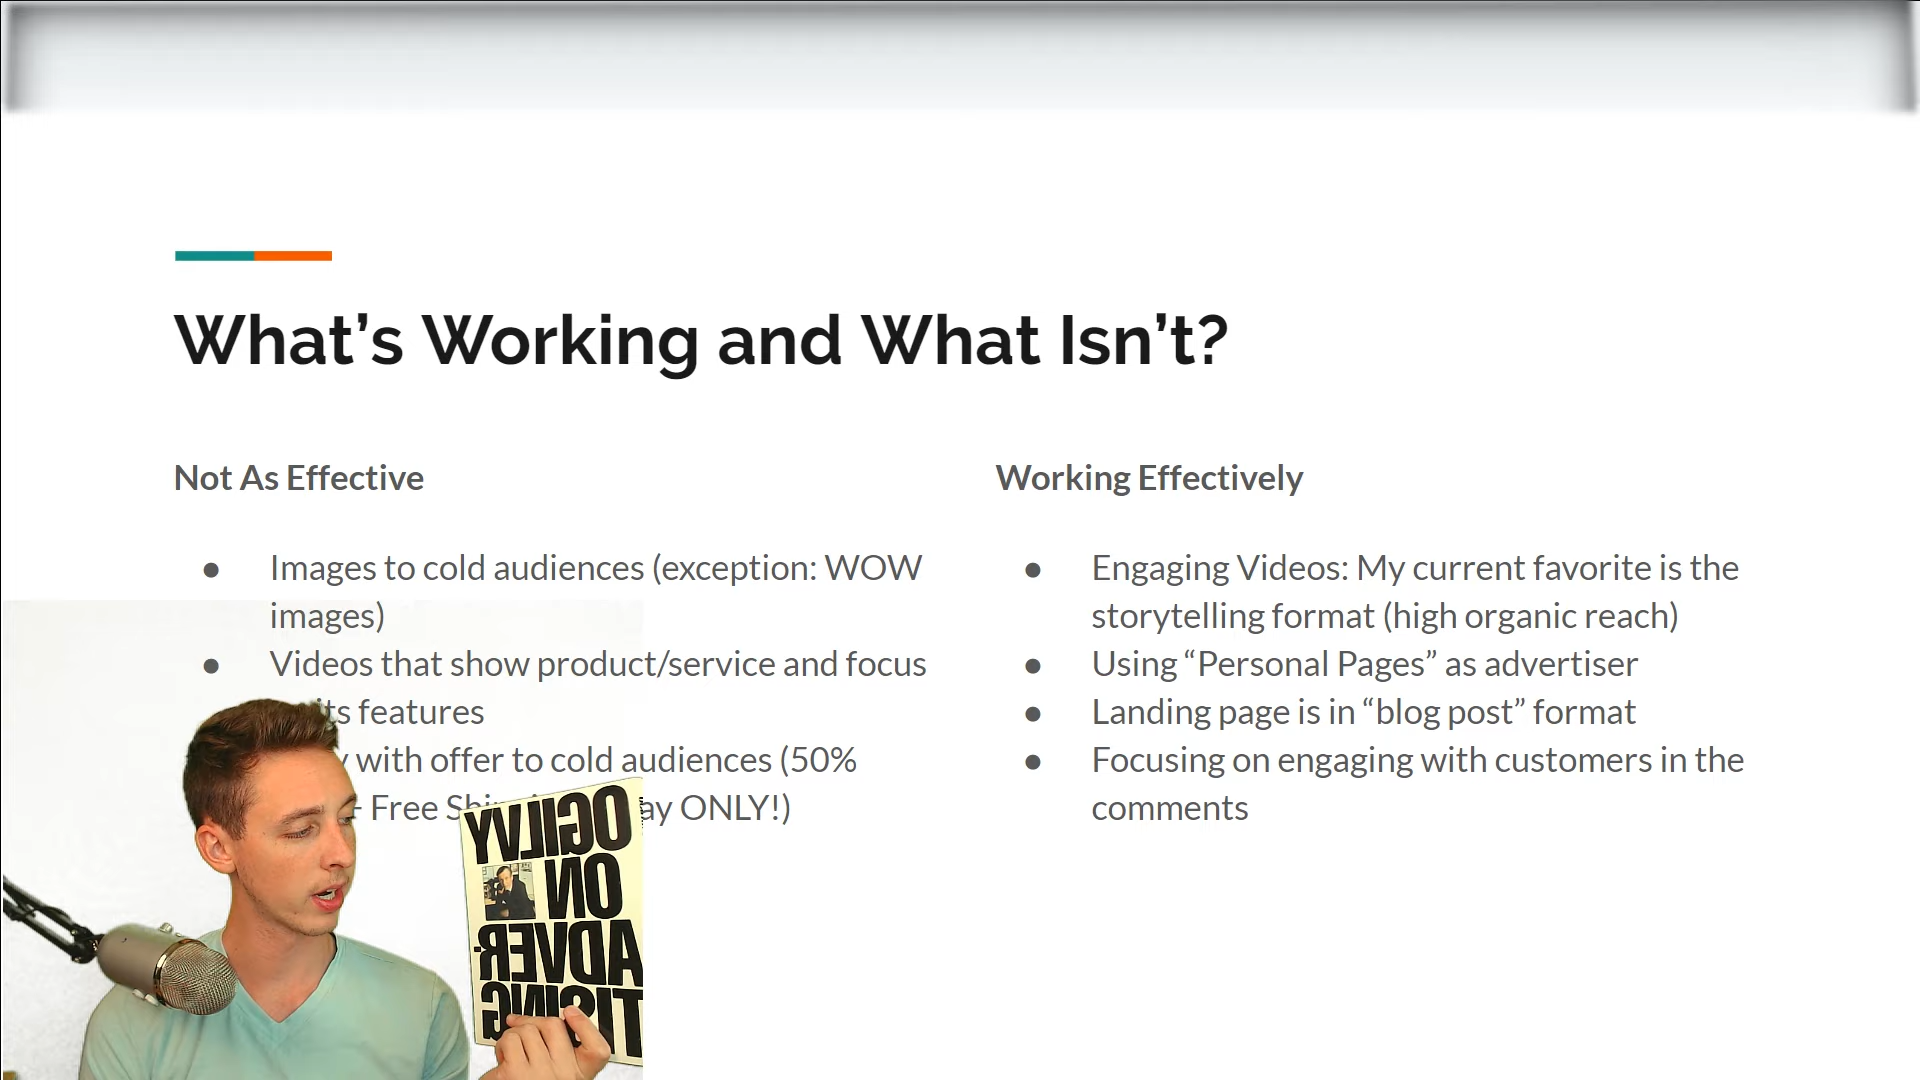 What’s Working and What Isn’t?
Not As Effective
● Images to cold audiences (exception: WOW
images)
● Videos that show product/service and focus
its features
with offer to cold audiences (50%
Free ONLY!)
Working Effectively
● Engaging Videos: My current favorite is the
storytelling format (high organic reach)
● Using “Personal Pages” as advertiser
● Landing page is in “blog post” format
● Focusing on engaging with customers in the
comments
OGILVY
ON
ADVER-
TISING